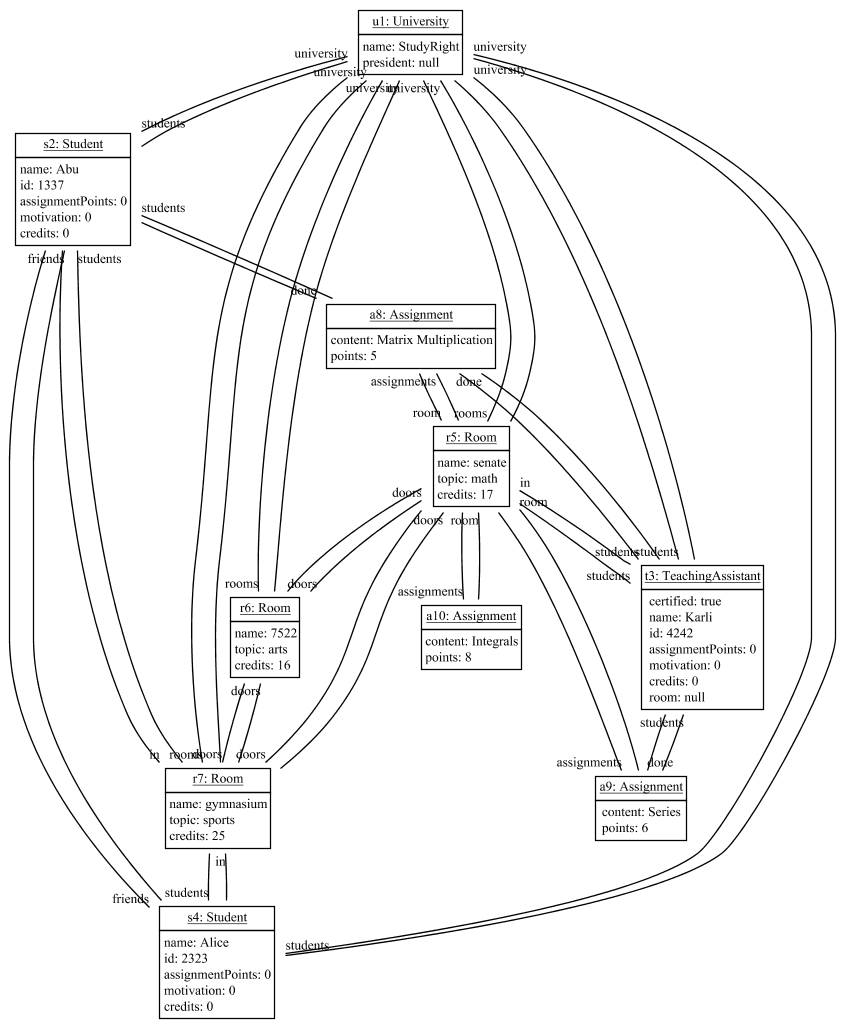 u1: University
name: StudyRight
president: null
university
university
university
university
university
university
students
s2: Student
name: Abu
id: 1337
assignmentPoints: 0
motivation: 0
credits: 0
students
friends
students
done
a8: Assignment
content: Matrix Multiplication
points: 5
assignments
done
room
rooms
r5: Room
name: senate
topic: math
credits: 17
in
room
doors
doors
room
students
students
students
t3: TeachingAssistant
certified: true
name: Karli
id: 4242
assignmentPoints: 0
motivation: 0
credits: 0
room: null
rooms
doors
assignments
r6: Room
name: 7522
topic: arts
credits: 16
a10: Assignment
content: Integrals
points: 8
doors
students
in
rooms
doors
doors
assignments
done
r7: Room
name: gymnasium
topic: sports
credits: 25
a9: Assignment
content: Series
points: 6
in
friends
students
s4: Student
name: Alice
id: 2323
assignmentPoints: 0
motivation: 0
credits: 0
students